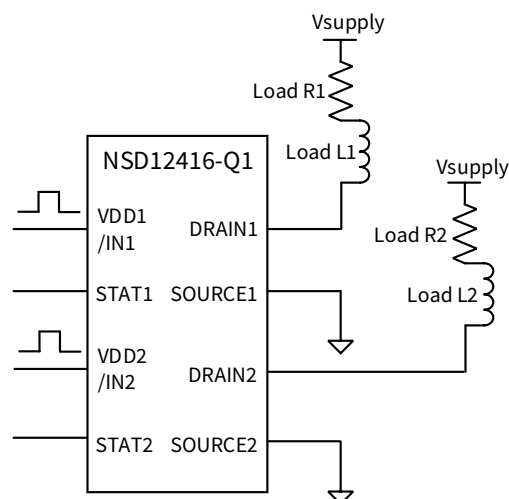 Vsupply
Load R1
Load L1
NSD12416-Q1
Vsupply
VDD1
/IN1
DRAIN1
Load R2
STAT1
SOURCE1
Load L2
VDD2
/IN2
DRAIN2
STAT2
SOURCE2